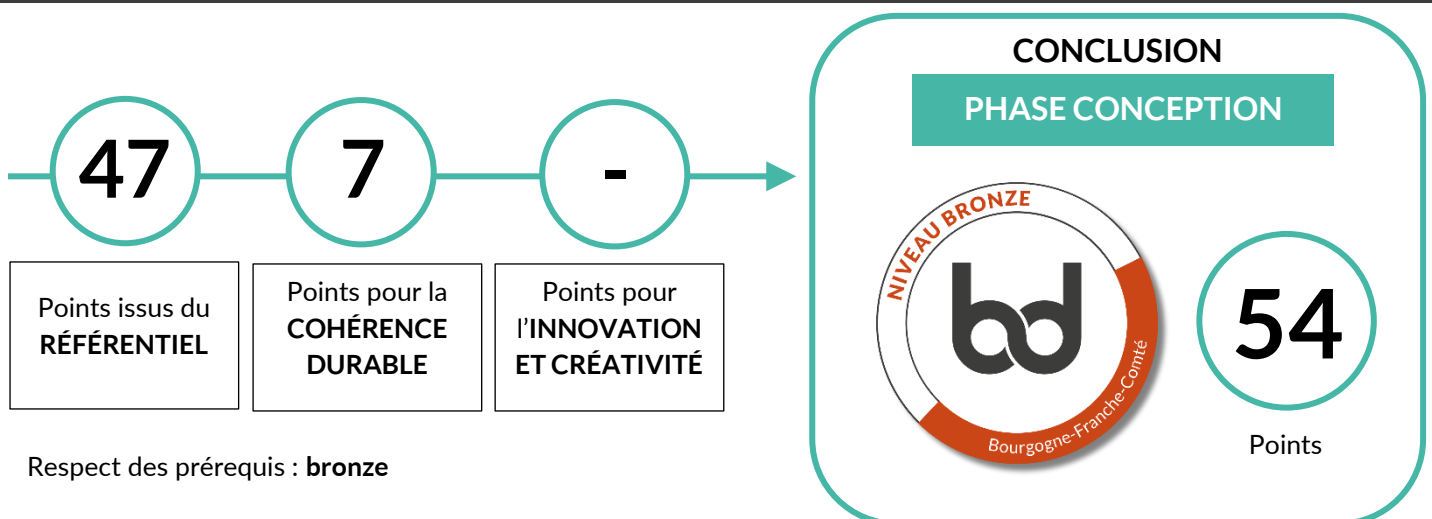 47
7
-
Points issus du
RÉFÉRENTIEL
Points pour la
COHÉRENCE
DURABLE
Points pour
l'INNOVATION
ET CRÉATIVITÉ
Respect des prérequis : bronze
CONCLUSION
PHASE CONCEPTION
NIVEAU BRONZE
bd
Bourgogne-Franche-Comté
54
Points